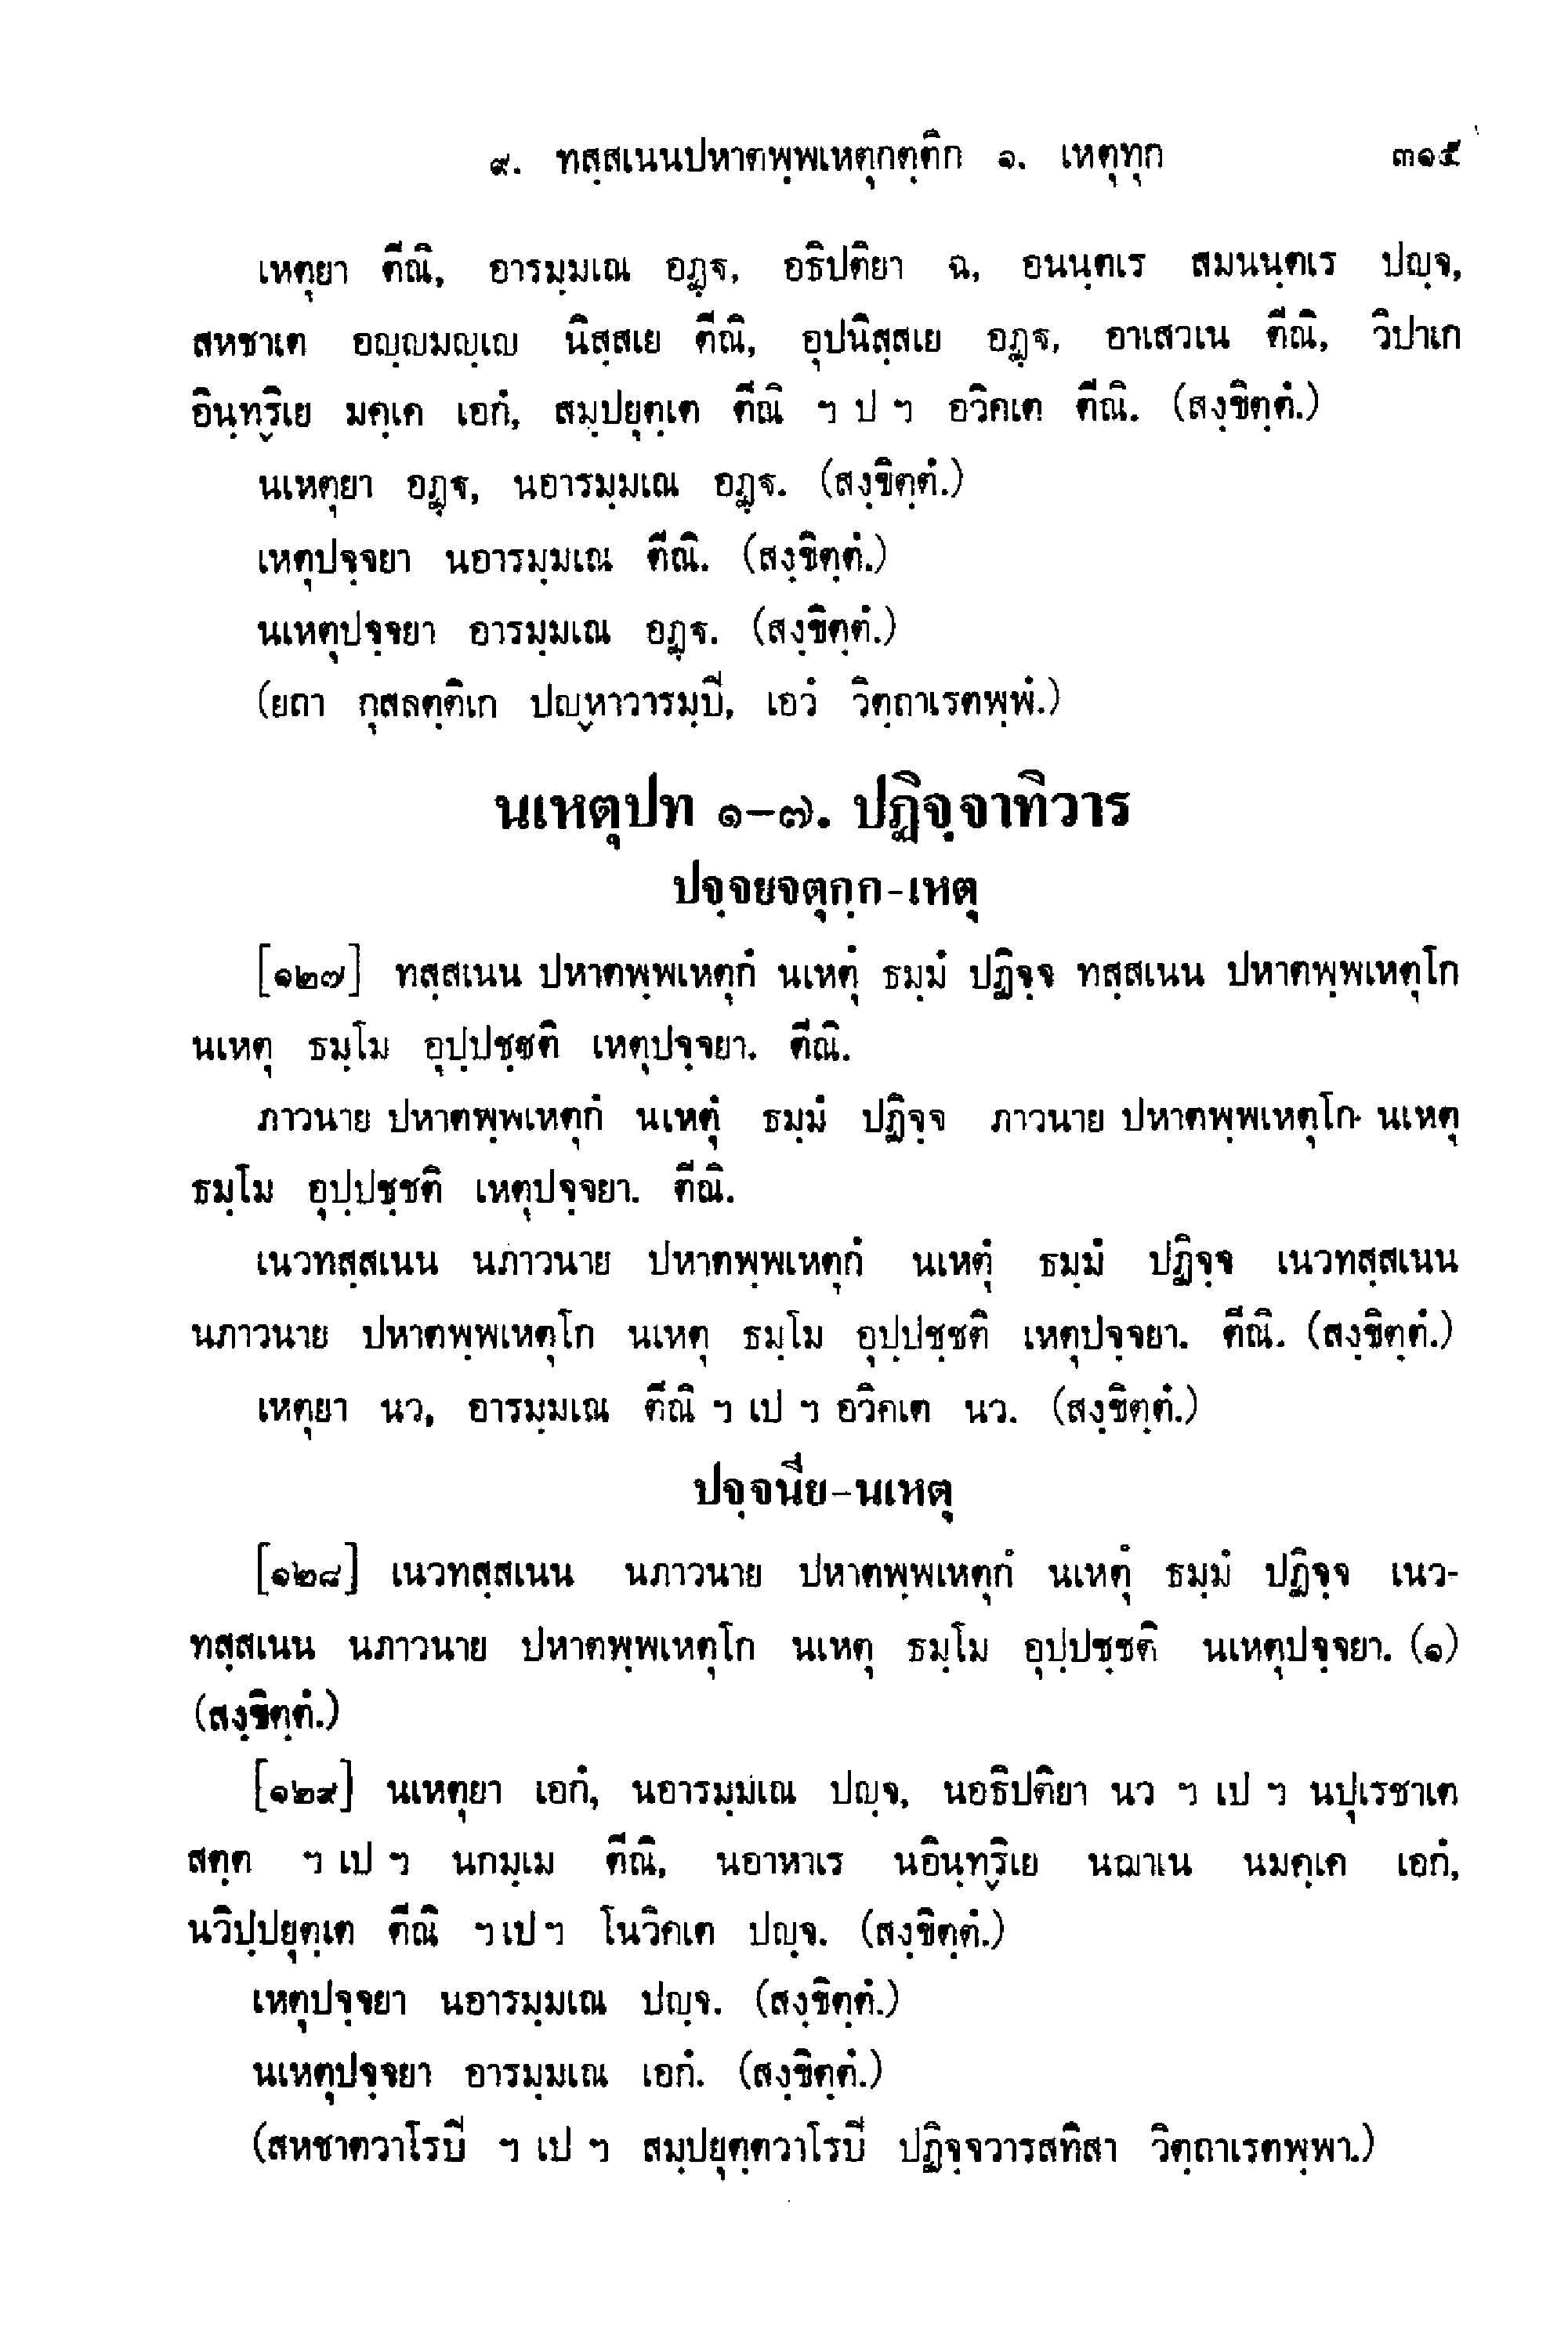 ๙. ทสฺสเนนปหาตพฺพเหตุกตฺติก ๑. เหตุทุก ๓๑๕
เหตุยา ตีณิ, อารมฺมเณ อฏฺฐ, อธิปติยา ฉ, อนนฺตเร สมนนฺตเร ปญฺจ,
สหชาเต อญฺญมญฺเญ นิสฺสเย ตีณิ, อุปนิสฺสเย อฏฺฐ, อาเสวเน ตีณิ, วิปาเก
อินฺทฺริเย มคฺเค เอกํ, สมฺปยุตฺเต ตีณิ ฯ ป ฯ อวิคเต ตีณิ. (สงฺขิตฺตํ.)
นเหตุยา อฏฺฐ, นอารมฺมเณ อฏฺฐ. (สงฺขิตฺตํ.)
เหตุปจฺจยา นอารมฺมเณ ตีณิ. (สงฺขิตฺตํ.)
นเหตุปจฺจยา อารมฺมเณ อฏฺฐ. (สงฺขิตฺตํ.)
(ยถา กุสลตฺติเก ปญฺหาวารมฺปี, เอวํ วิตฺถาเรตพฺพํ.)
นเหตุปท ๑-๗. ปฏิจฺจาทิวาร
ปจฺจยจตุกฺก-เหตุ
[๑๒๗] ทสฺสเนน ปหาตพฺพเหตุกํ นเหตุํ ธมฺมํ ปฏิจฺจ ทสฺสเนน ปหาตพฺพเหตุโก
นเหตุ ธมฺโม อุปฺปชฺชติ เหตุปจฺจยา. ตีณิ.
ภาวนาย ปหาตพฺพเหตุกํ นเหตุํ ธมฺมํ ปฏิจฺจ ภาวนาย ปหาตพฺพเหตุโก นเหตุ
ธมฺโม อุปฺปชฺชติ เหตุปจฺจยา. ตีณิ.
เนวทสฺสเนน นภาวนาย ปหาตพฺพเหตุกํ นเหตุํ ธมฺมํ ปฏิจฺจ เนวทสฺสเนน
นภาวนาย ปหาตพฺพเหตุโก นเหตุ ธมฺโม อุปฺปชฺชติ เหตุปจฺจยา. ตีณิ. (สงฺขิตฺตํ.)
เหตุยา นว, อารมฺมเณ ตีณิ ฯ เป ฯ อวิคเต นว. (สงฺขิตฺตํ.)
ปจฺจนีย-นเหตุ
[๑๒๘] เนวทสฺสเนน นภาวนาย ปหาตพฺพเหตุกํ นเหตุํ ธมฺมํ ปฏิจฺจ เนว-
ทสฺสเนน นภาวนาย ปหาตพฺพเหตุโก นเหตุ ธมฺโม อุปฺปชฺชติ นเหตุปจฺจยา. (๑)
(สงฺขิตฺตํ.)
[๑๒๙] นเหตุยา เอกํ, นอารมฺมเณ ปญฺจ, นอธิปติยา นว ฯ เป ฯ นปุเรชาเต
สตฺต ฯ เป ฯ นกมฺเม ตีณิ, นอาหาเร นอินฺทฺริเย นฌาเน นมคฺเค เอกํ,
นวิปฺปยุตฺเต ตีณิ ฯ เป ฯ โนวิคเต ปญฺจ. (สงฺขิตฺตํ.)
เหตุปจฺจยา นอารมฺมเณ ปญฺจ. (สงฺขิตฺตํ.)
นเหตุปจฺจยา อารมฺมเณ เอกํ. (สงฺขิตฺตํ.)
(สหชาตวาโรปี ฯ เป ฯ สมฺปยุตฺตวาโรปี ปฏิจฺจวารสทิสา วิตฺถาเรตพฺพา.)